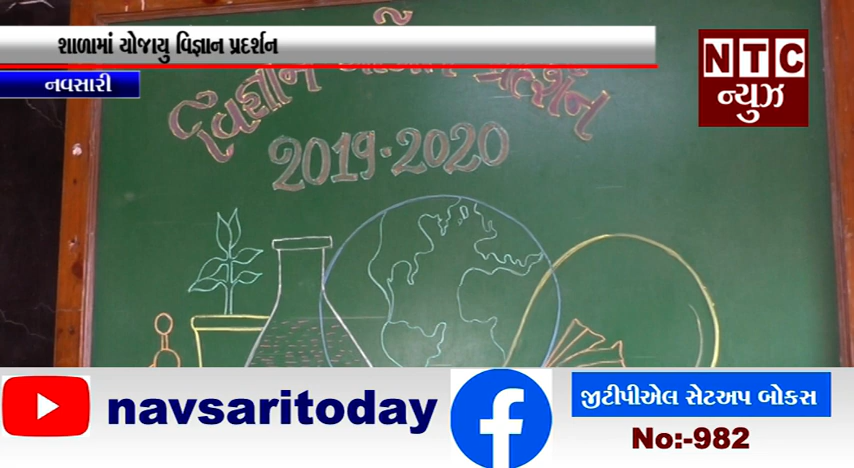 શાળામાં યોજાયુ વિજ્ઞાન પ્રદર્શન
નવસારી
NTC
ન્યુઝ
2019-2020
navsaritoday
જીટીપીએલ સેટઅપ બોકસ
No:-982